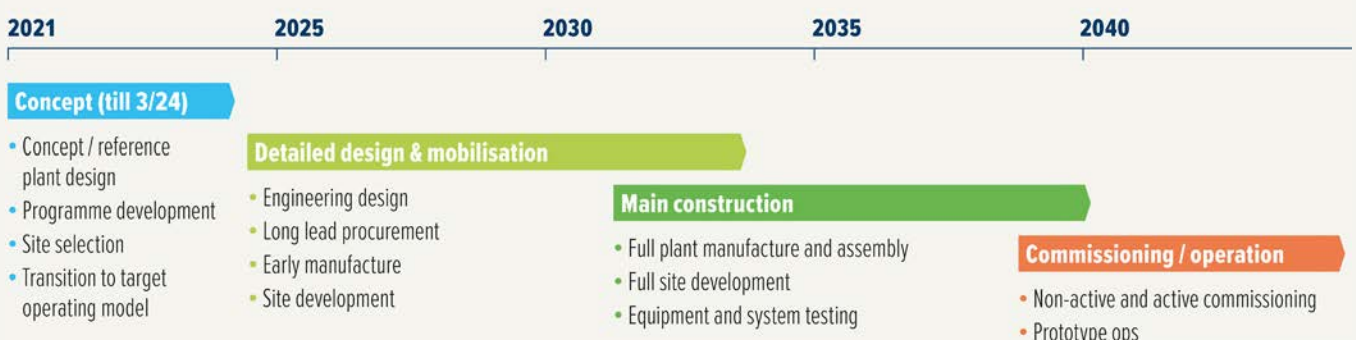 2021 2025 2030 2035 2040
Concept (till 3/24)
• Concept / reference
plant design
• Programme development
• Site selection
• Transition to target
operating model
Detailed design & mobilisation
• Engineering design
• Long lead procurement
• Early manufacture
• Site development
Main construction
• Full plant manufacture and assembly
• Full site development
• Equipment and system testing
Commissioning / operation
• Non-active and active commissioning
• Prototype ops